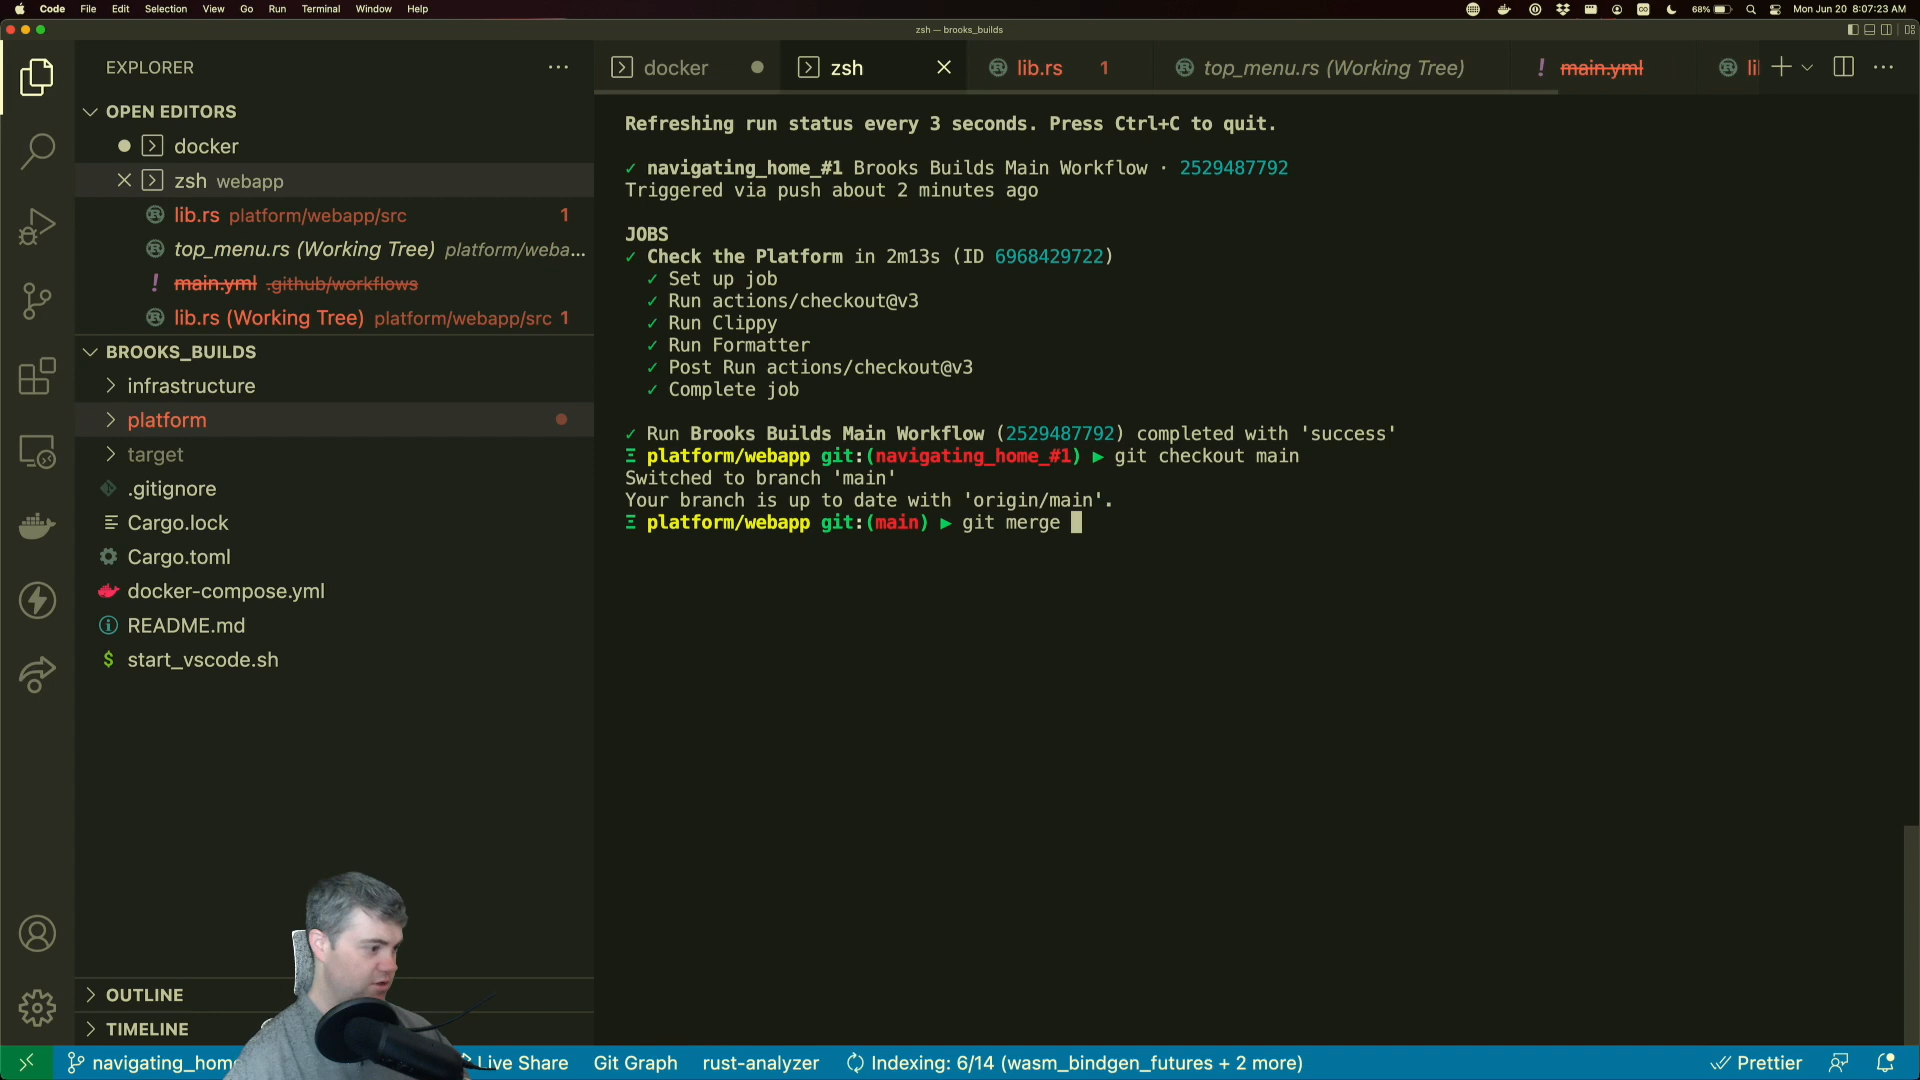 Code File Edit Selection View Go Run Terminal Window Help
68% Mon Jun 20 8:07:23 AM
zsh — brooks_builds
EXPLORER
docker
zsh
lib.rs 1
top_menu.rs (Working Tree)
! main.yml
li
OPEN EDITORS
docker
zsh webapp
lib.rs platform/webapp/src 1
top_menu.rs (Working Tree) platform/weba...
! main.yml .github/workflows
lib.rs (Working Tree) platform/webapp/src 1
BROOKS_BUILDS
infrastructure
platform
target
.gitignore
Cargo.lock
Cargo.toml
docker-compose.yml
README.md
$ start_vscode.sh
OUTLINE
TIMELINE
Refreshing run status every 3 seconds. Press Ctrl+C to quit.
✓ navigating_home_#1 Brooks Builds Main Workflow · 2529487792
Triggered via push about 2 minutes ago
JOBS
✓ Check the Platform in 2m13s (ID 6968429722)
✓ Set up job
✓ Run actions/checkout@v3
✓ Run Clippy
✓ Run Formatter
✓ Post Run actions/checkout@v3
✓ Complete job
✓ Run Brooks Builds Main Workflow (2529487792) completed with 'success'
Ξ platform/webapp git:(navigating_home_#1) ▶ git checkout main
Switched to branch 'main'
Your branch is up to date with 'origin/main'.
Ξ platform/webapp git:(main) ▶ git merge
navigating_hom
Live Share Git Graph rust-analyzer Indexing: 6/14 (wasm_bindgen_futures + 2 more)
Prettier